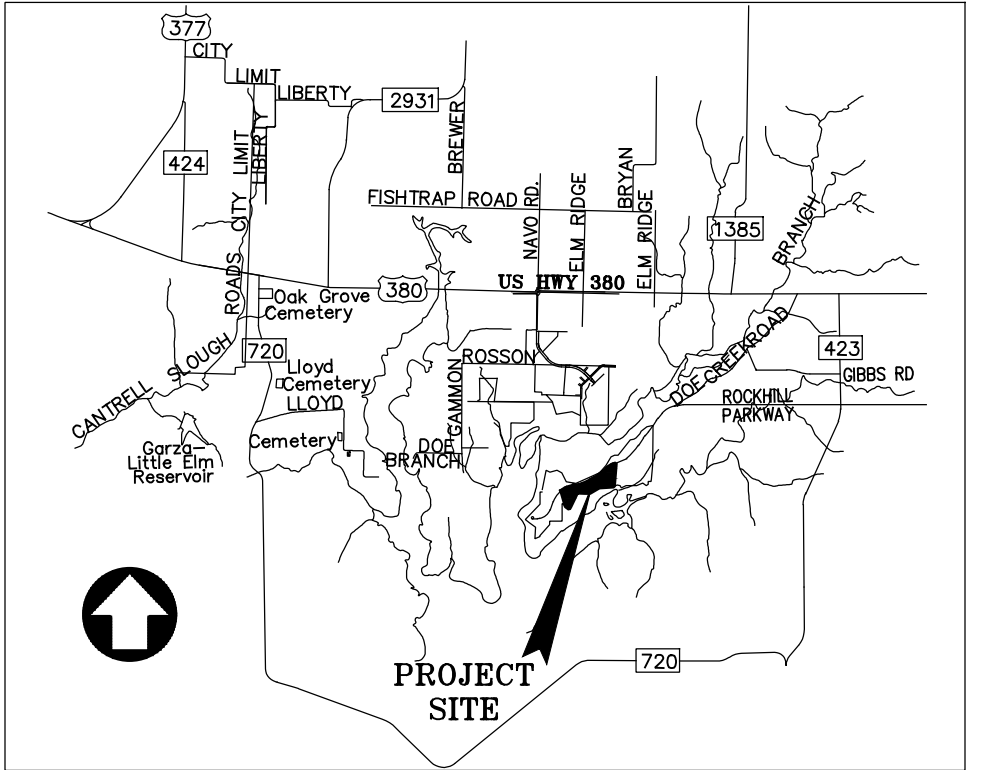 377
CITY
LIMIT
LIBERTY
2931
BREWER
LIBERTY
CITY LIMIT
ROADS
424
FISHTRAP ROAD
NAVO RD.
ELM RIDGE
BRYAN
ELM RIDGE
1385
BRANCH
380
US HWY 380
Oak Grove
Cemetery
720
CANTRELL SLOUGH
Lloyd
Cemetery
LLOYD
Cemetery
Garza-
Little Elm
Reservoir
ROSSON
GAMMON
DOE
BRANCH
DOE CREEK ROAD
423
GIBBS RD
ROCKHILL
PARKWAY
720
PROJECT
SITE